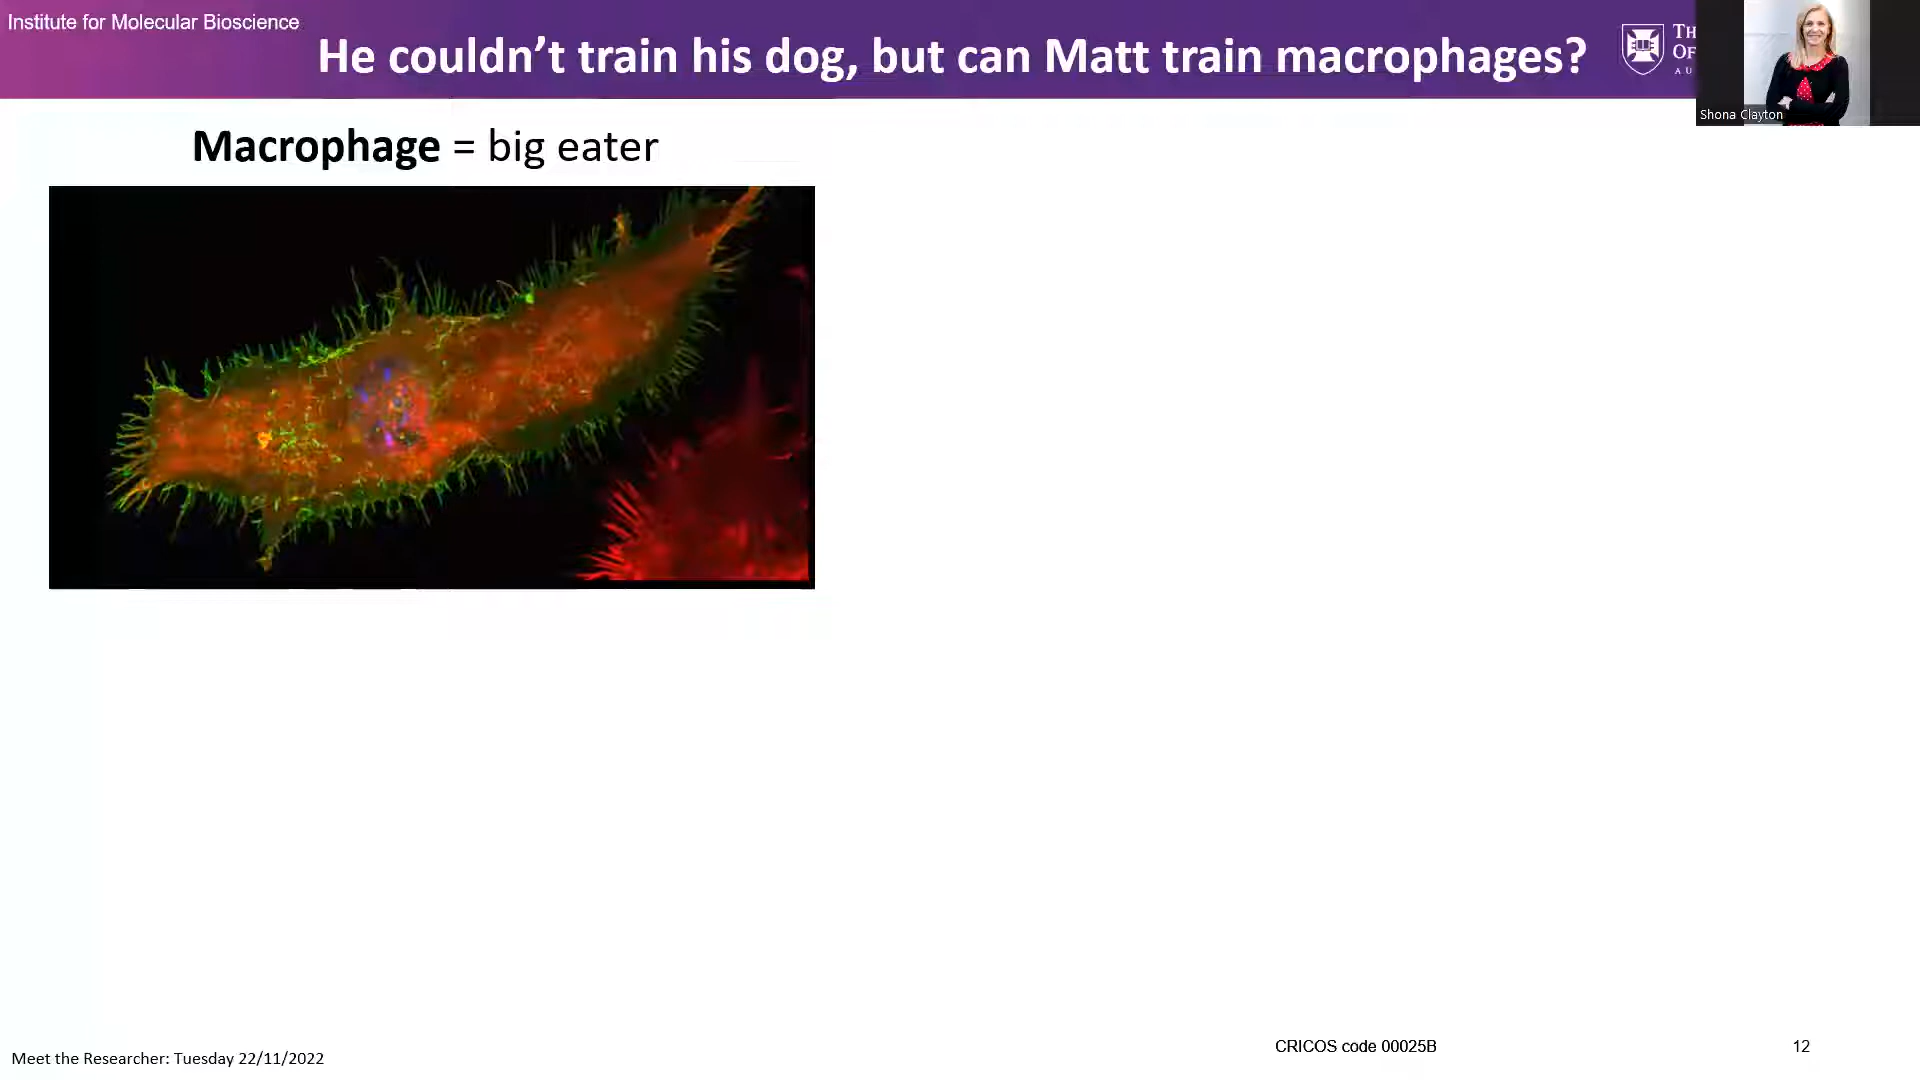 Institute for Molecular Bioscience
He couldn’t train his dog, but can Matt train macrophages?
Shona Clayton
Macrophage = big eater
Meet the Researcher: Tuesday 22/11/2022
CRICOS code 00025B
12